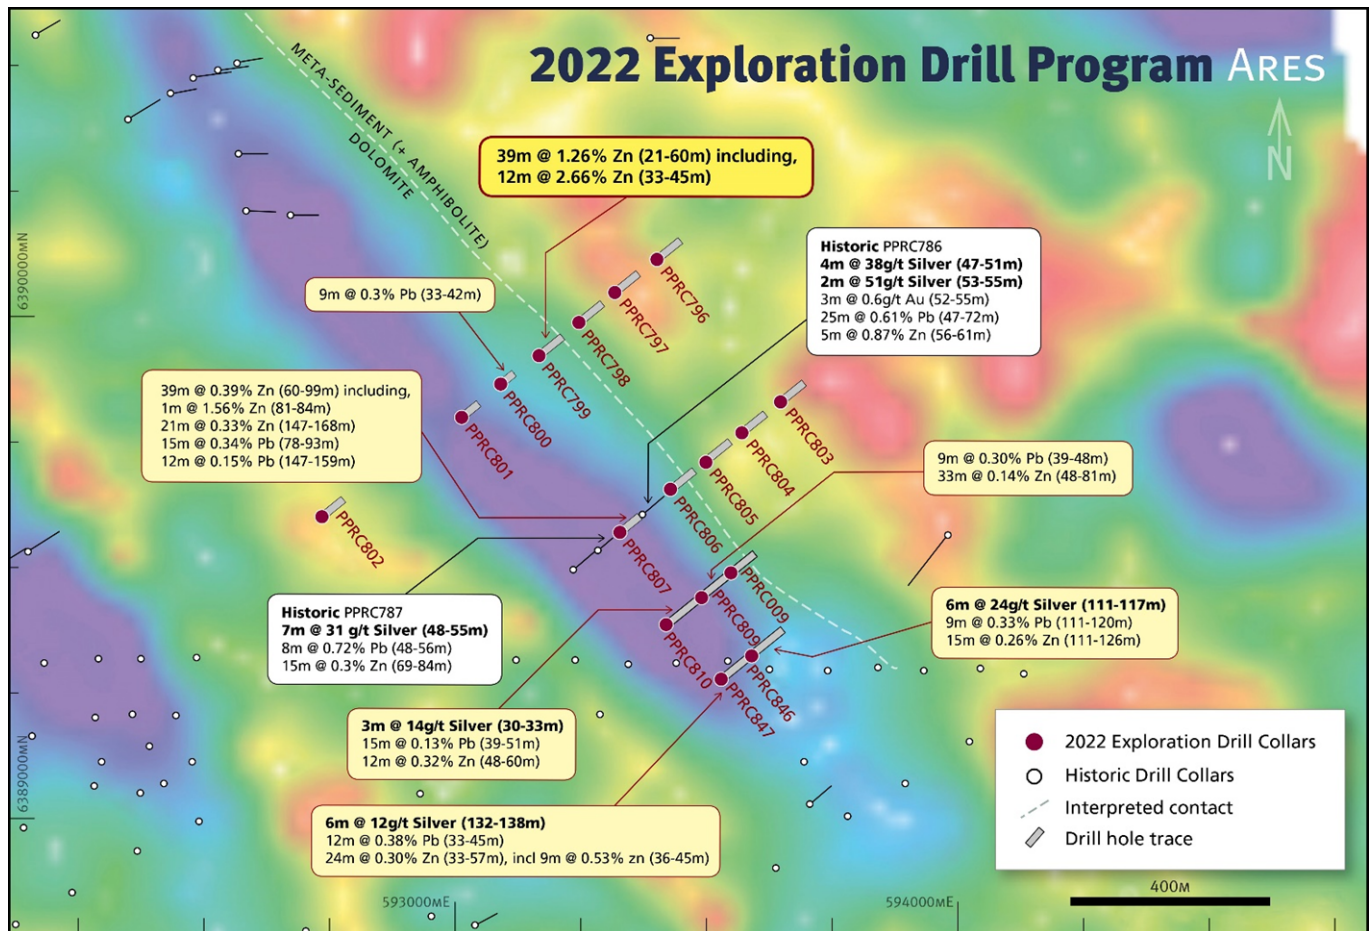 2022 Exploration Drill Program ARES
N
META-SEDIMENT (+ AMPHIBOLITE)
DOLOMITE
39m @ 1.26% Zn (21-60m) including,
12m @ 2.66% Zn (33-45m)
Historic PPRC786
4m @ 38g/t Silver (47-51m)
2m @ 51g/t Silver (53-55m)
3m @ 0.6g/t Au (52-55m)
25m @ 0.61% Pb (47-72m)
5m @ 0.87% Zn (56-61m)
9m @ 0.3% Pb (33-42m)
6390000mN
PPRC796
PPRC797
PPRC798
PPRC799
PPRC800
PPRC801
PPRC802
39m @ 0.39% Zn (60-99m) including,
1m @ 1.56% Zn (81-84m)
21m @ 0.33% Zn (147-168m)
15m @ 0.34% Pb (78-93m)
12m @ 0.15% Pb (147-159m)
PPRC803
PPRC804
PPRC805
PPRC806
PPRC807
9m @ 0.30% Pb (39-48m)
33m @ 0.14% Zn (48-81m)
PPRC009
PPRC809
PPRC810
PPRC846
PPRC847
Historic PPRC787
7m @ 31 g/t Silver (48-55m)
8m @ 0.72% Pb (48-56m)
15m @ 0.3% Zn (69-84m)
6m @ 24g/t Silver (111-117m)
9m @ 0.33% Pb (111-120m)
15m @ 0.26% Zn (111-126m)
3m @ 14g/t Silver (30-33m)
15m @ 0.13% Pb (39-51m)
12m @ 0.32% Zn (48-60m)
6389000mN
6m @ 12g/t Silver (132-138m)
12m @ 0.38% Pb (33-45m)
24m @ 0.30% Zn (33-57m), incl 9m @ 0.53% zn (36-45m)
2022 Exploration Drill Collars
Historic Drill Collars
Interpreted contact
Drill hole trace
400M
593000mE
594000mE